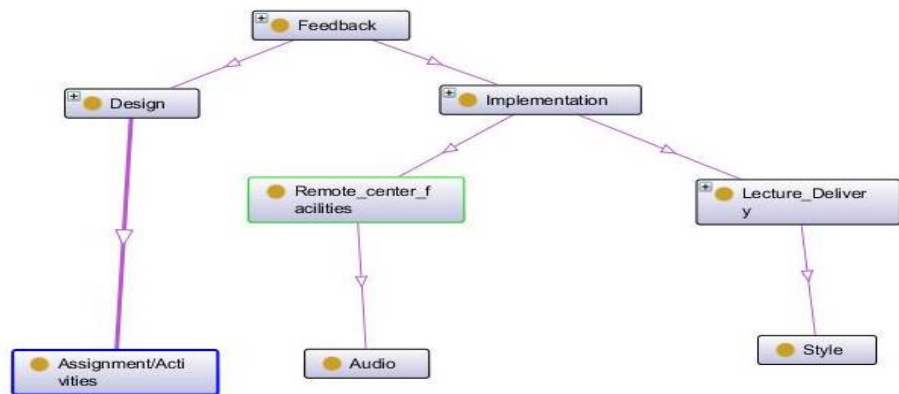 Feedback
Design
Implementation
Remote_center_f
acilities
Lecture_Deliver
y
Assignment/Acti
vities
Audio
Style